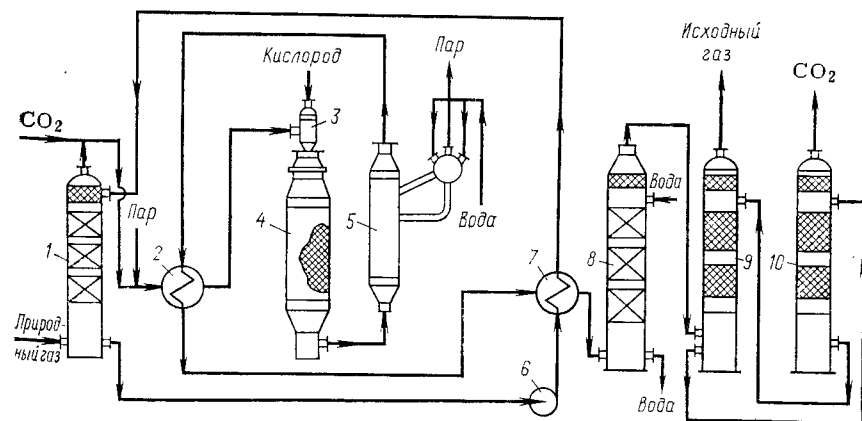 Исходный
газ
Пар
Кислород
CO2
CO2
3
Пар
Вода
Вода
1
2
4
5
7
8
9
10
Природ-
ный газ
6
Вода